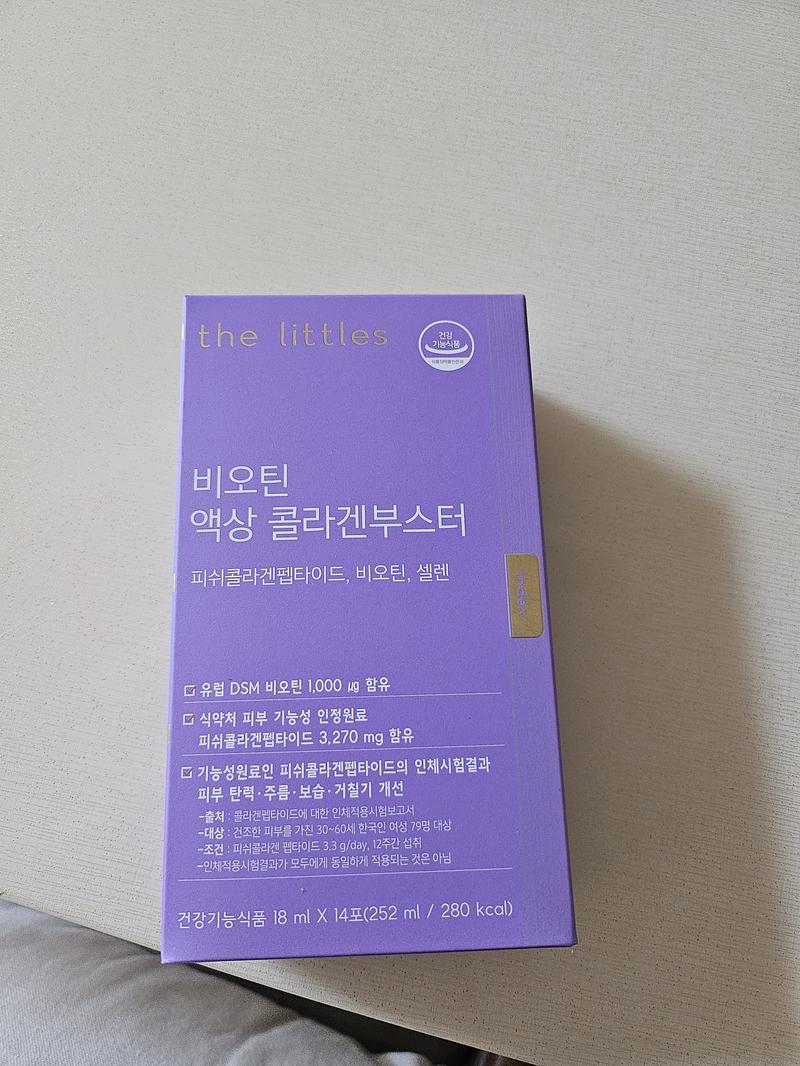 the littles
건강
기능식품
식품의약품안전처
비오틴
액상 콜라겐부스터
피쉬콜라겐펩타이드, 비오틴, 셀렌
index
유럽 DSM 비오틴 1,000 ㎍ 함유
식약처 피부 기능성 인정원료
피쉬콜라겐펩타이드 3,270 mg 함유
기능성원료인 피쉬콜라겐펩타이드의 인체시험결과
피부 탄력·주름·보습·거칠기 개선
-출처 : 콜라겐펩타이드에 대한 인체적용시험보고서
-대상 : 건조한 피부를 가진 30~60세 한국인 여성 79명 대상
-조건 : 피쉬콜라겐 펩타이드 3.3 g/day, 12주간 섭취
-인체적용시험결과가 모두에게 동일하게 적용되는 것은 아님
건강기능식품 18 ml X 14포(252 ml / 280 kcal)